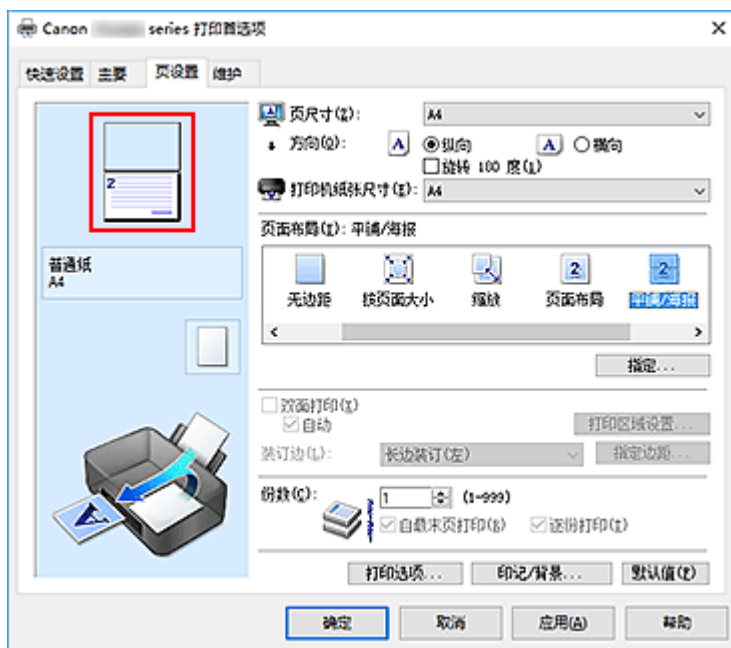 Canon series 打印首选项
快速设置 主要 页设置 维护
2
普通纸
A4
页尺寸(Z): A4
方向(O): A 纵向 A 横向
旋转 180 度(1)
打印机纸张尺寸(E): A4
页面布局(I): 平铺/海报
无边距 按页面大小 缩放 页面布局 平铺/海报
指定...
双面打印(X)
自动
打印区域设置...
装订边(L): 长边装订(左) 指定边距...
份数(C): 1 (1-999)
自最末页打印(B) 逐份打印(T)
打印选项... 印记/背景... 默认值(F)
确定 取消 应用(A) 帮助